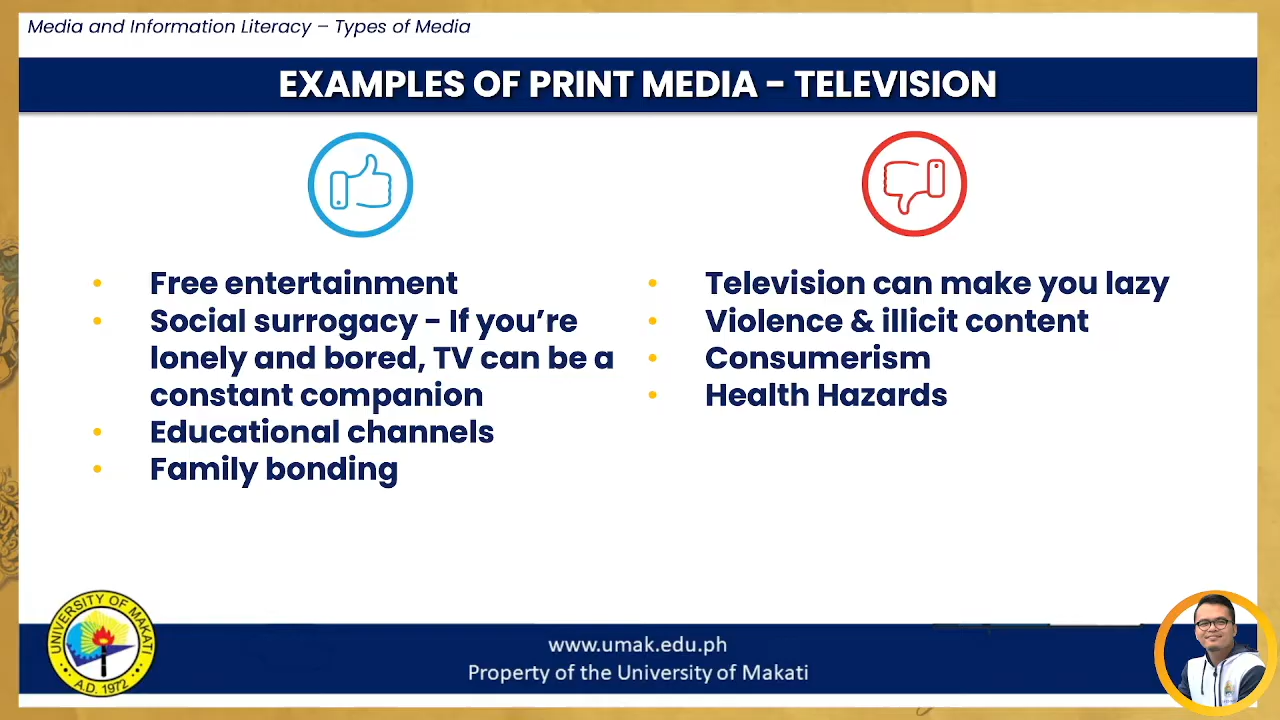 Media and Information Literacy – Types of Media
EXAMPLES OF PRINT MEDIA - TELEVISION
• Free entertainment
• Social surrogacy - If you’re
lonely and bored, TV can be a
constant companion
• Educational channels
• Family bonding
• Television can make you lazy
• Violence & illicit content
• Consumerism
• Health Hazards
UNIVERSITY OF MAKATI
A.D. 1972
www.umak.edu.ph
Property of the University of Makati